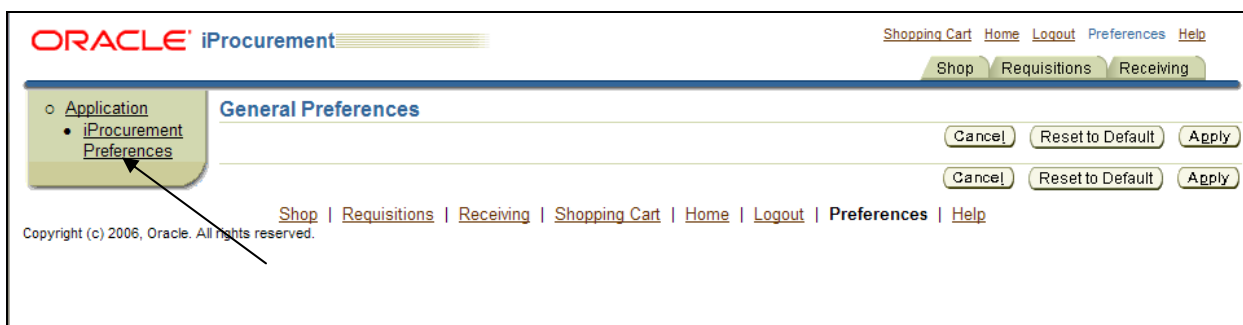 ORACLE' iProcurement
Shopping Cart Home Logout Preferences Help
Shop Requisitions Receiving
Application
iProcurement
Preferences
General Preferences
Cancel Reset to Default Apply
Cancel Reset to Default Apply
Shop | Requisitions | Receiving | Shopping Cart | Home | Logout | Preferences | Help
Copyright (c) 2006, Oracle. All rights reserved.